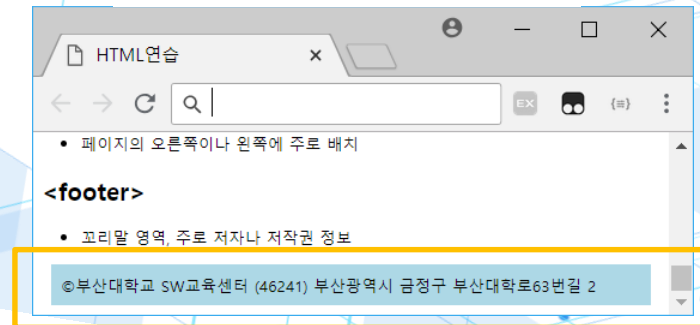 HTML연습
EX
{≡}
• 페이지의 오른쪽이나 왼쪽에 주로 배치
<footer>
• 꼬리말 영역, 주로 저자나 저작권 정보
©부산대학교 SW교육센터 (46241) 부산광역시 금정구 부산대학로63번길 2